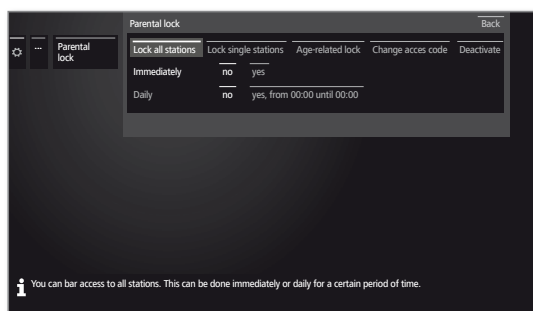 Parental lock Back
... Parental lock
Lock all stations Lock single stations Age-related lock Change acces code Deactivate
Immediately no yes
Daily no yes, from 00:00 until 00:00
i You can bar access to all stations. This can be done immediately or daily for a certain period of time.